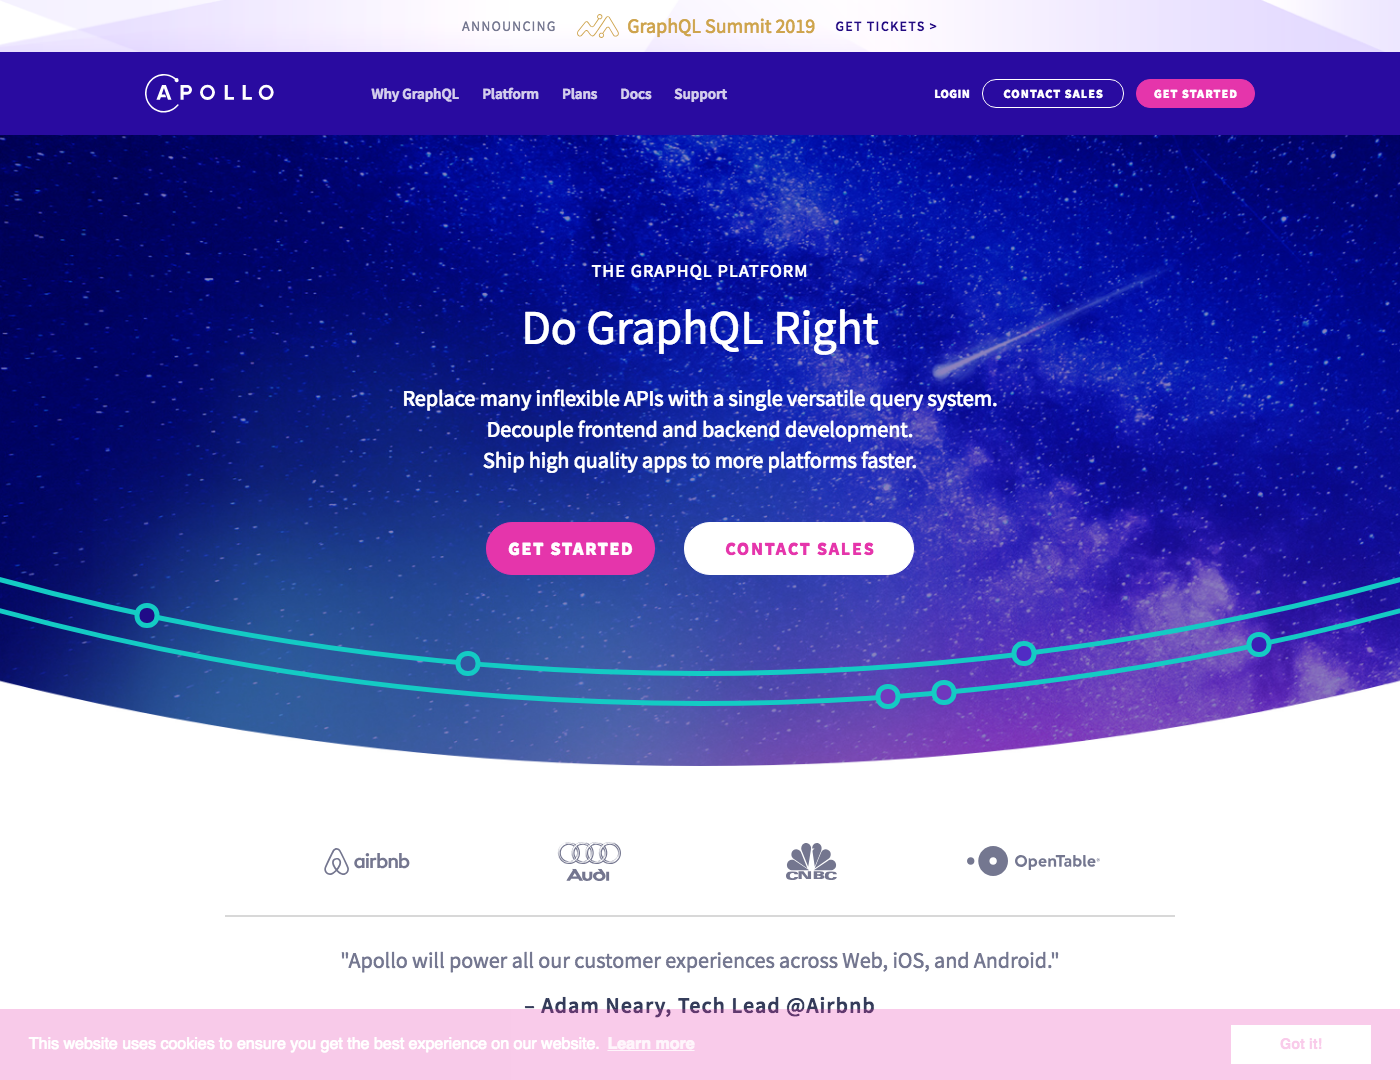 ANNOUNCING GraphQL Summit 2019 GET TICKETS >
APOLLO Why GraphQL Platform Plans Docs Support LOGIN CONTACT SALES GET STARTED
THE GRAPHQL PLATFORM
Do GraphQL Right
Replace many inflexible APIs with a single versatile query system.
Decouple frontend and backend development.
Ship high quality apps to more platforms faster.
GET STARTED CONTACT SALES
airbnb Audi CNBC OpenTable
"Apollo will power all our customer experiences across Web, iOS, and Android."
– Adam Neary, Tech Lead @Airbnb
This website uses cookies to ensure you get the best experience on our website. Learn more Got it!